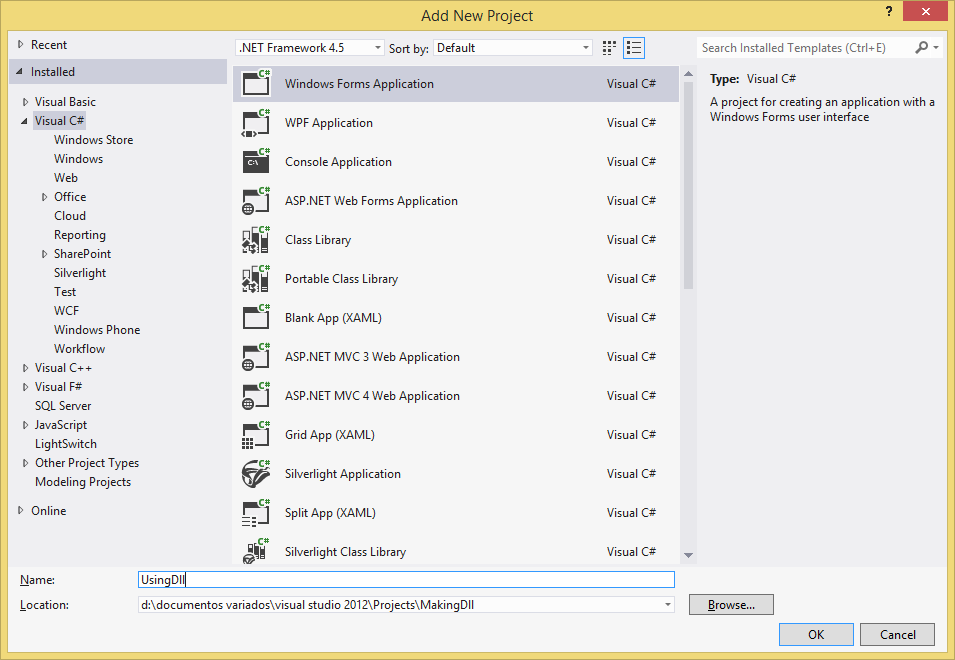 Add New Project
?
Recent
Installed
Visual Basic
Visual C#
Windows Store
Windows
Web
Office
Cloud
Reporting
SharePoint
Silverlight
Test
WCF
Windows Phone
Workflow
Visual C++
Visual F#
SQL Server
JavaScript
LightSwitch
Other Project Types
Modeling Projects
Online
.NET Framework 4.5 Sort by: Default
C# Windows Forms Application Visual C#
C# WPF Application Visual C#
C# C:\ Console Application Visual C#
C# ASP.NET Web Forms Application Visual C#
C# Class Library Visual C#
C# Portable Class Library Visual C#
C# Blank App (XAML) Visual C#
C# ASP.NET MVC 3 Web Application Visual C#
C# ASP.NET MVC 4 Web Application Visual C#
C# Grid App (XAML) Visual C#
C# Silverlight Application Visual C#
C# Split App (XAML) Visual C#
C# Silverlight Class Library Visual C#
Search Installed Templates (Ctrl+E)
Type: Visual C#
A project for creating an application with a
Windows Forms user interface
Name: UsingDll
Location: d:\documentos variados\visual studio 2012\Projects\MakingDll Browse...
OK Cancel